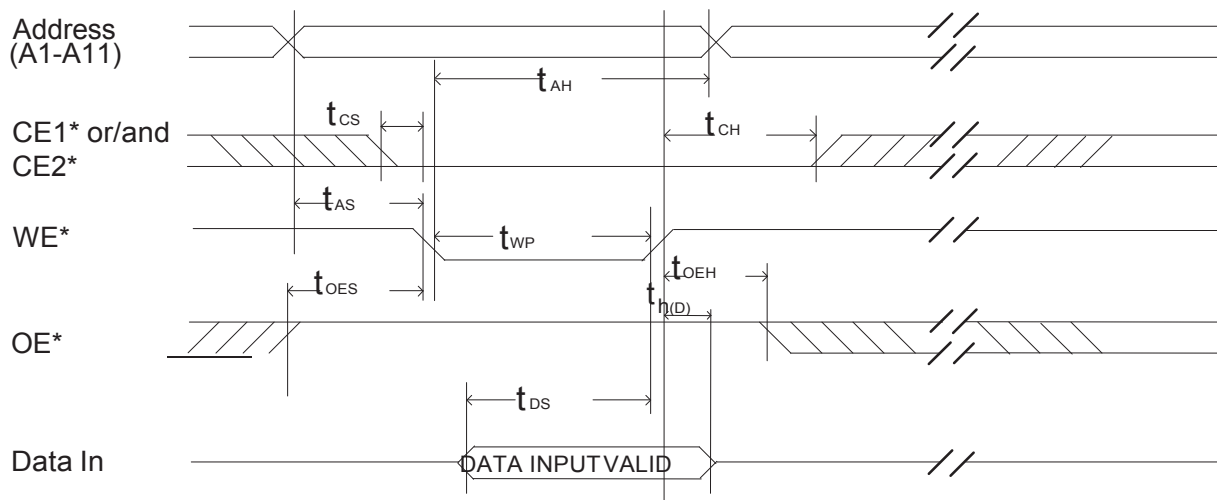 Address
(A1-A11)
tAH
tCS
CE1* or/and
CE2*
tCH
tAS
WE*
tWP
tOES
tOEH
th(D)
OE*
tDS
Data In
DATA INPUT VALID